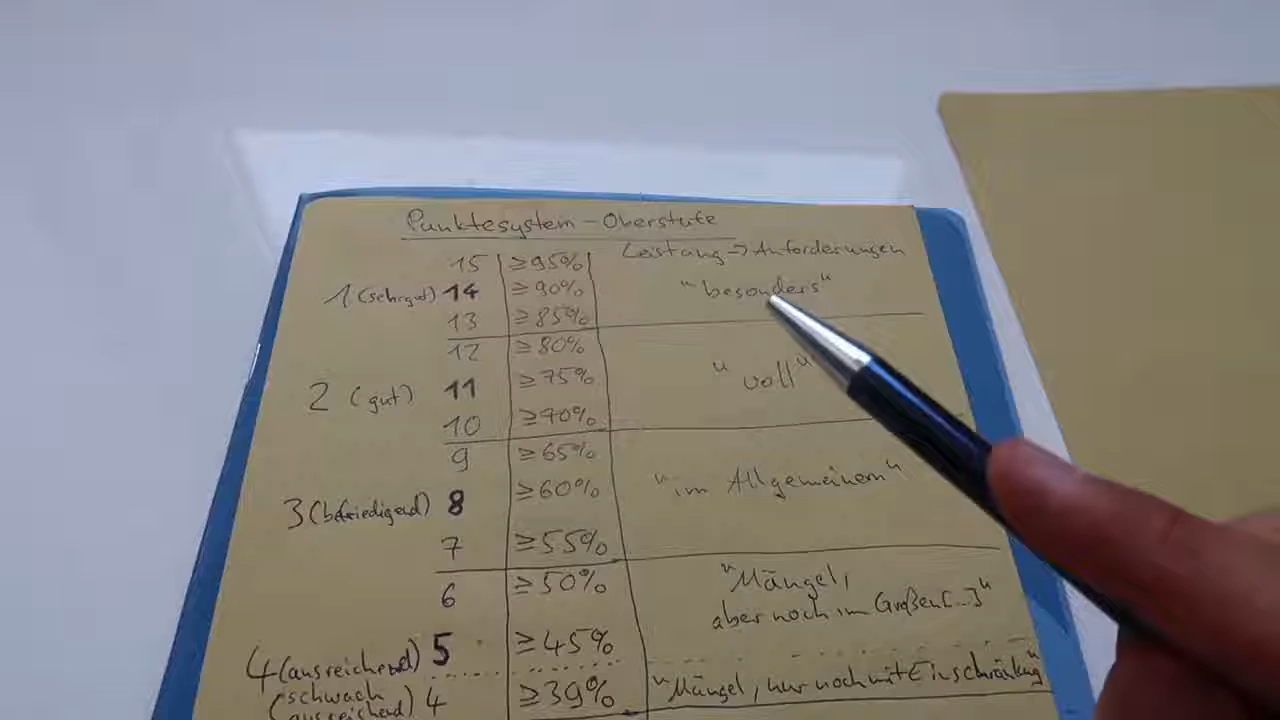 Punktesystem - Oberstufe
Leistung -> Anforderungen
15 ≥95%
1 (sehr gut) 14 ≥90% "besonders"
13 ≥85%
12 ≥80%
2 (gut) 11 ≥75% "voll"
10 ≥70%
9 ≥65%
3 (befriedigend) 8 ≥60% "im Allgemeinen"
7 ≥55%
6 ≥50% "Mängel,
aber noch im Großen [...]"
4 (ausreichend) 5 ≥45%
(schwach ausreichend) 4 ≥39% "Mängel, nur noch mit Einschränkung"